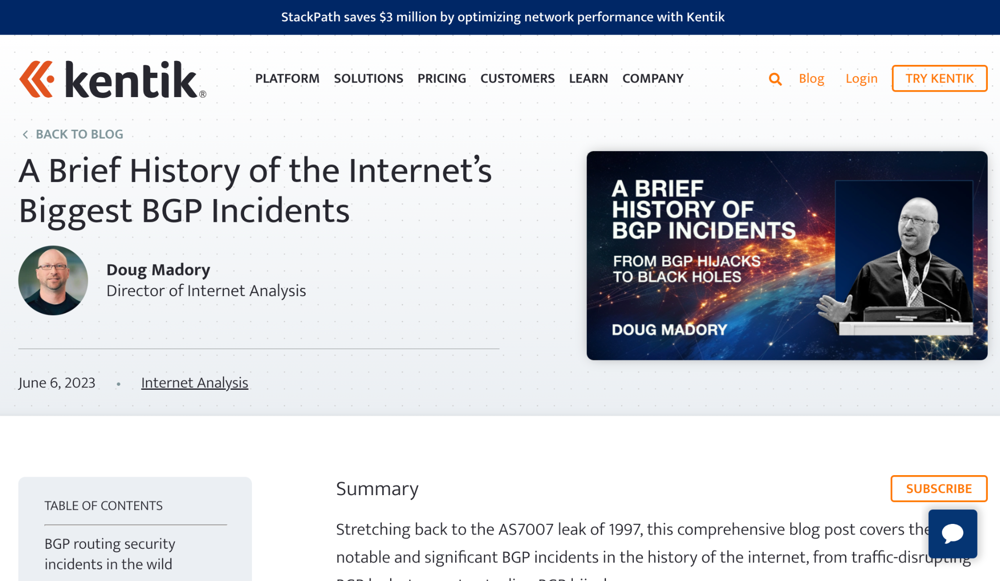 StackPath saves $3 million by optimizing network performance with Kentik
kentik®
PLATFORM SOLUTIONS PRICING CUSTOMERS LEARN COMPANY
Blog Login TRY KENTIK
BACK TO BLOG
A Brief History of the Internet’s
Biggest BGP Incidents
Doug Madory
Director of Internet Analysis
June 6, 2023 • Internet Analysis
A BRIEF
HISTORY OF
BGP INCIDENTS
FROM BGP HIJACKS
TO BLACK HOLES
DOUG MADORY
TABLE OF CONTENTS
BGP routing security
incidents in the wild
Summary
SUBSCRIBE
Stretching back to the AS7007 leak of 1997, this comprehensive blog post covers the
notable and significant BGP incidents in the history of the internet, from traffic-disrupting